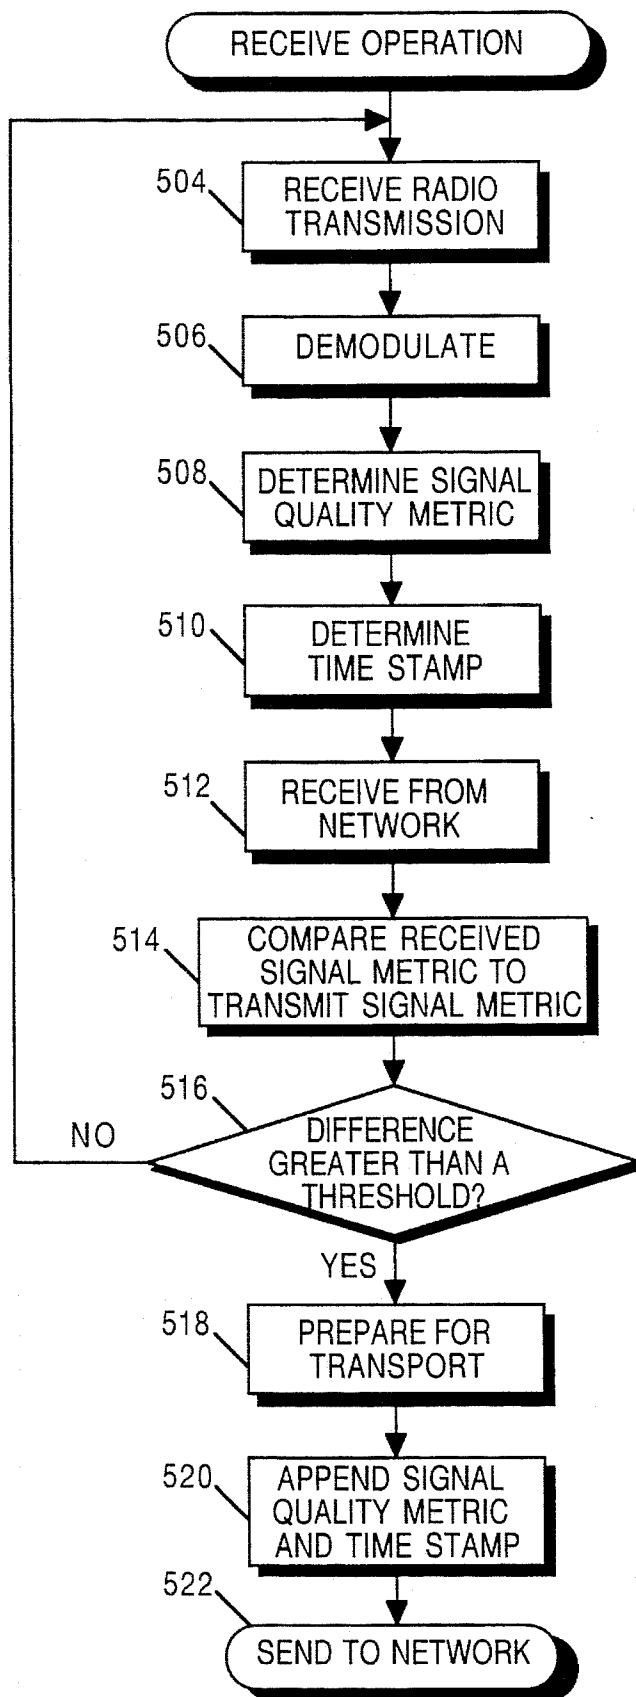 RECEIVE OPERATION
504
RECEIVE RADIO
TRANSMISSION
506
DEMODULATE
508
DETERMINE SIGNAL
QUALITY METRIC
510
DETERMINE
TIME STAMP
512
RECEIVE FROM
NETWORK
514
COMPARE RECEIVED
SIGNAL METRIC TO
TRANSMIT SIGNAL METRIC
516
NO
DIFFERENCE
GREATER THAN A
THRESHOLD?
YES
518
PREPARE FOR
TRANSPORT
520
APPEND SIGNAL
QUALITY METRIC
AND TIME STAMP
522
SEND TO NETWORK